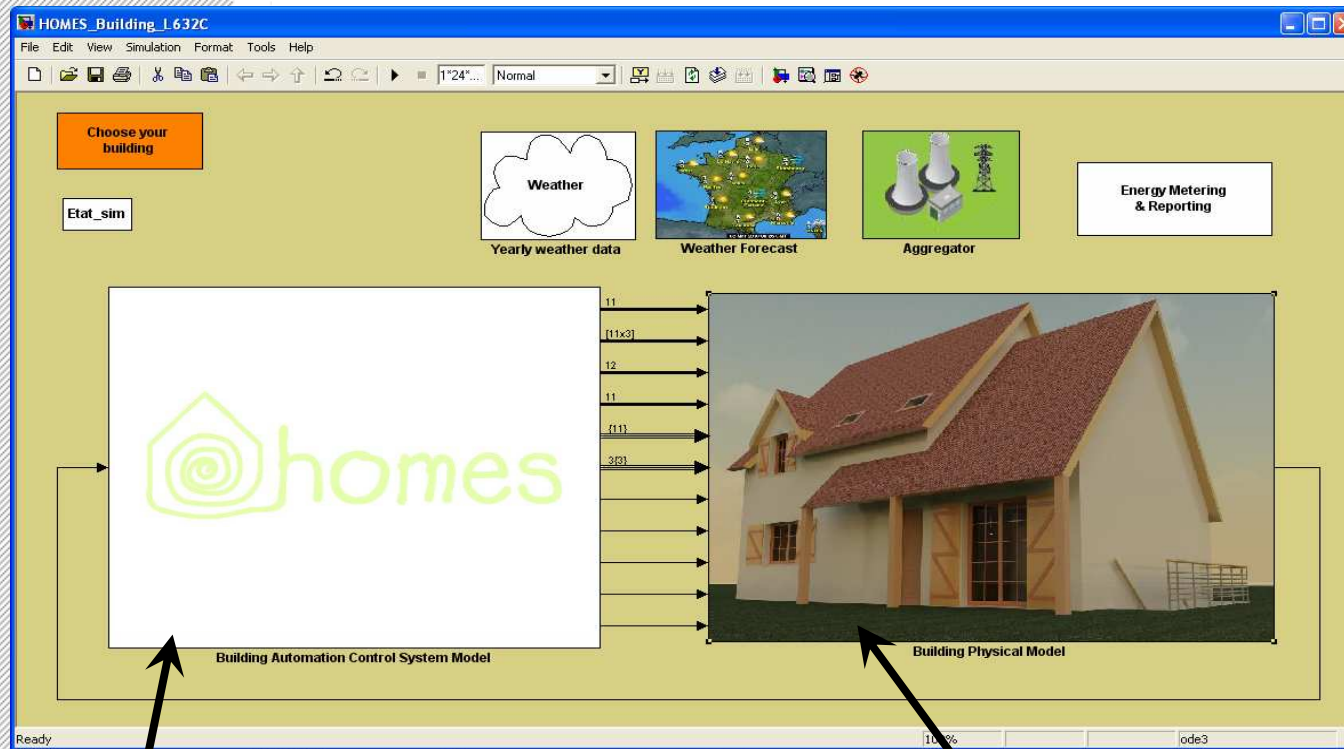 HOMES_Building_L632C
File Edit View Simulation Format Tools Help
1*24*... Normal
Choose your
building
Etat_sim
Weather
Yearly weather data
Weather Forecast
Aggregator
Energy Metering
& Reporting
11
[11x3]
12
11
{11}
3{3}
homes
Building Automation Control System Model
Building Physical Model
Ready
ode3